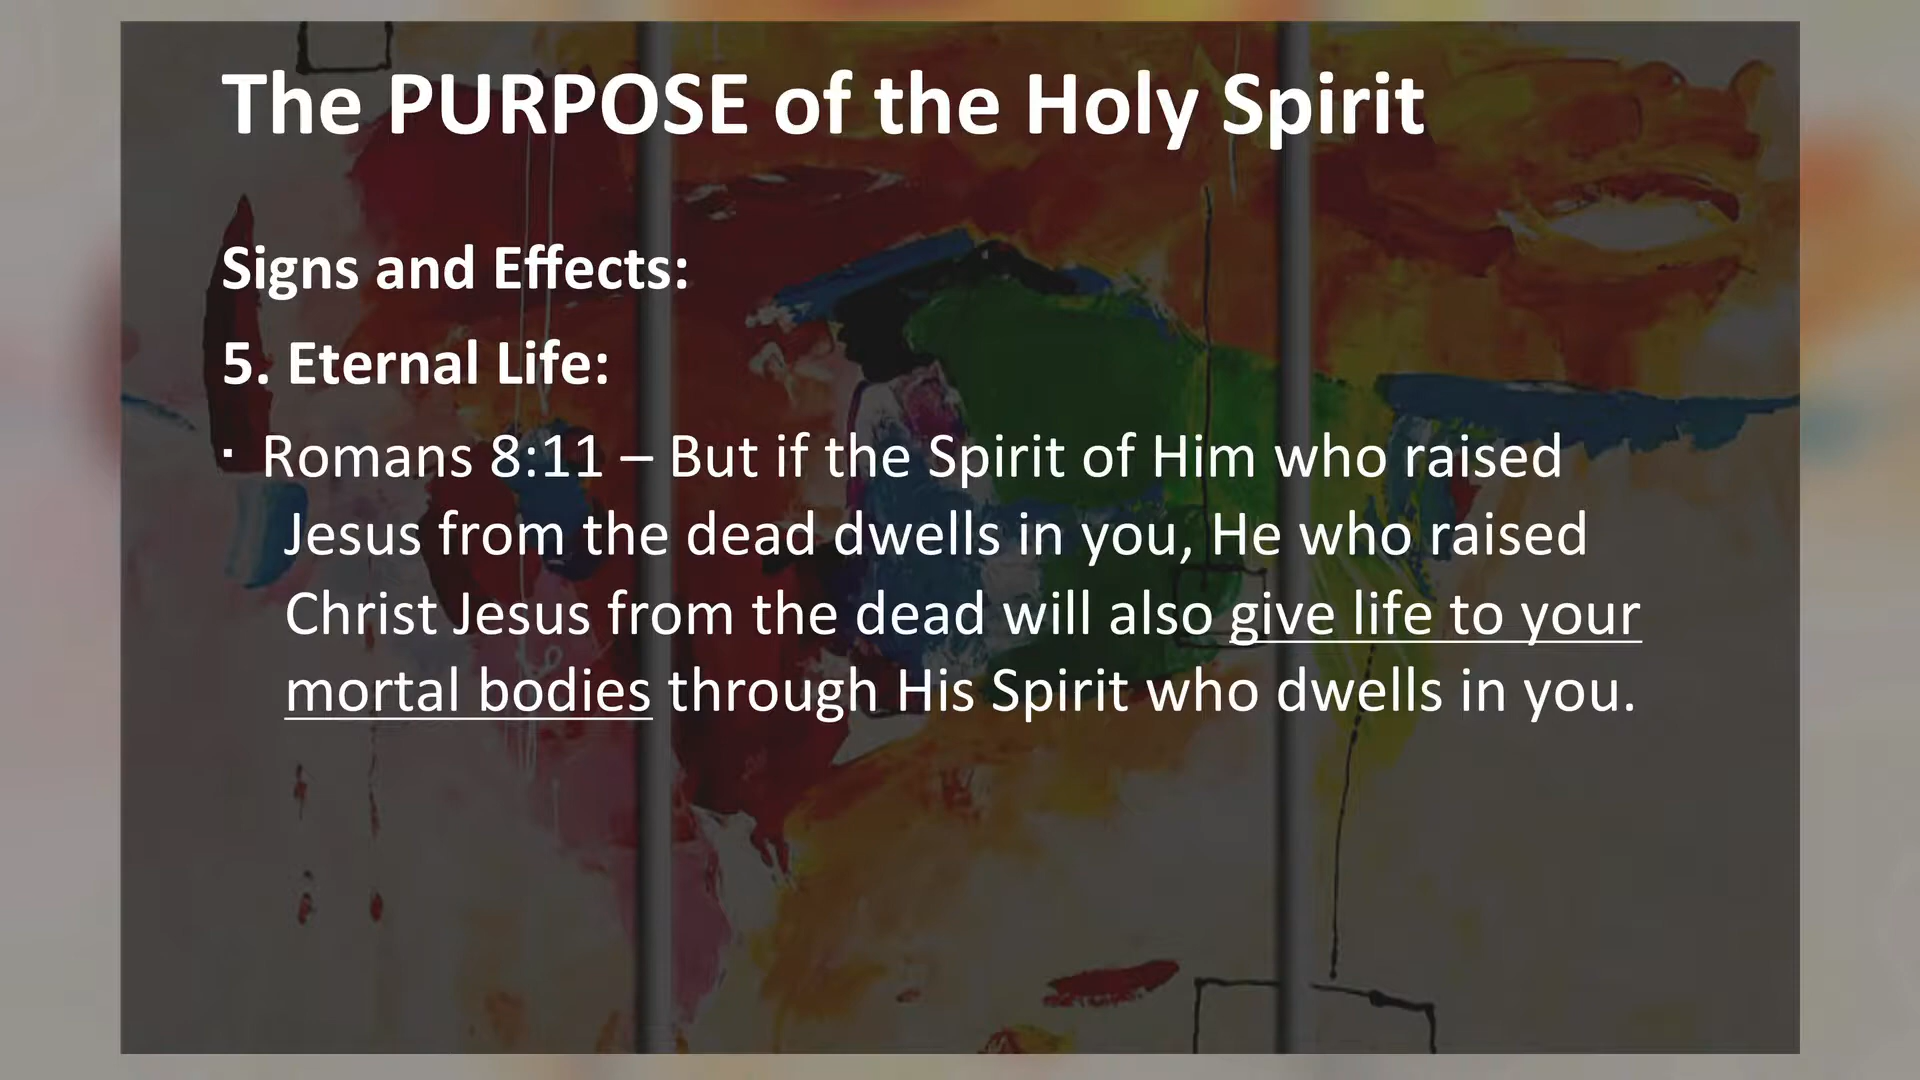 The PURPOSE of the Holy Spirit
Signs and Effects:
5. Eternal Life:
▪ Romans 8:11 – But if the Spirit of Him who raised
Jesus from the dead dwells in you, He who raised
Christ Jesus from the dead will also give life to your
mortal bodies through His Spirit who dwells in you.